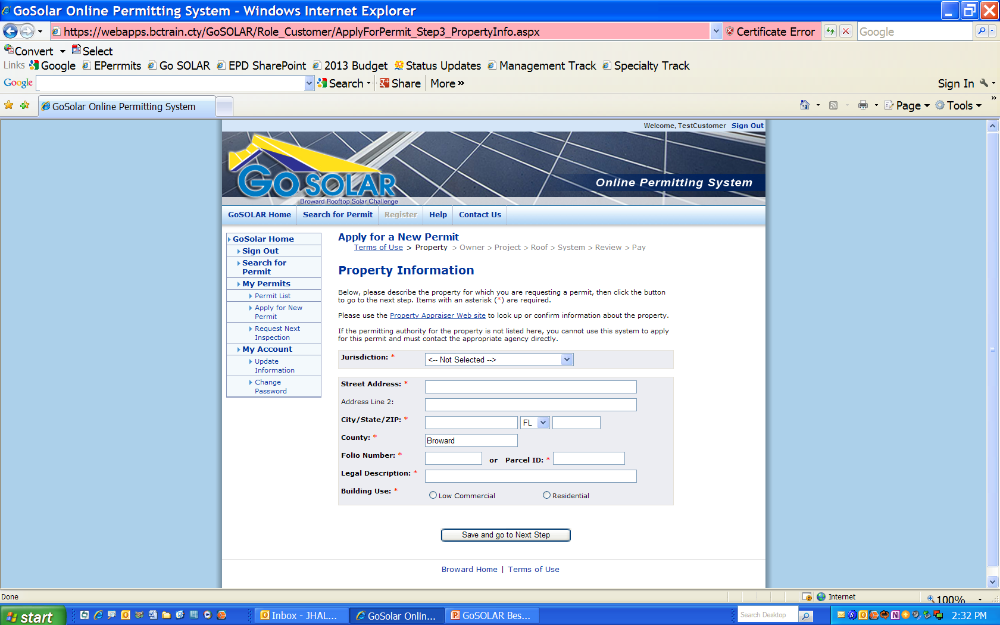 GoSolar Online Permitting System - Windows Internet Explorer
https://webapps.bctrain.cty/GoSOLAR/Role_Customer/ApplyForPermit_Step3_PropertyInfo.aspx
Certificate Error
Google
Convert Select
Links Google EPermits Go SOLAR EPD SharePoint 2013 Budget Status Updates Management Track Specialty Track
Google Search Share More » Sign In
GoSolar Online Permitting System
Page Tools
Welcome, TestCustomer Sign Out
GO SOLAR
Broward Rooftop Solar Challenge
Online Permitting System
GoSOLAR Home Search for Permit Register Help Contact Us
GoSolar Home
Sign Out
Search for
Permit
My Permits
Permit List
Apply for New
Permit
Request Next
Inspection
My Account
Update
Information
Change
Password
Apply for a New Permit
Terms of Use > Property > Owner > Project > Roof > System > Review > Pay
Property Information
Below, please describe the property for which you are requesting a permit, then click the button
to go to the next step. Items with an asterisk (*) are required.
Please use the Property Appraiser Web site to look up or confirm information about the property.
If the permitting authority for the property is not listed here, you cannot use this system to apply
for this permit and must contact the appropriate agency directly.
Jurisdiction: * <-- Not Selected -->
Street Address: *
Address Line 2:
City/State/ZIP: * FL
County: * Broward
Folio Number: * or Parcel ID: *
Legal Description: *
Building Use: * Low Commercial Residential
Save and go to Next Step
Broward Home | Terms of Use
Done Internet 100%
start Inbox - JHAL... GoSolar Onlin... GoSOLAR Bes... Search Desktop 2:32 PM